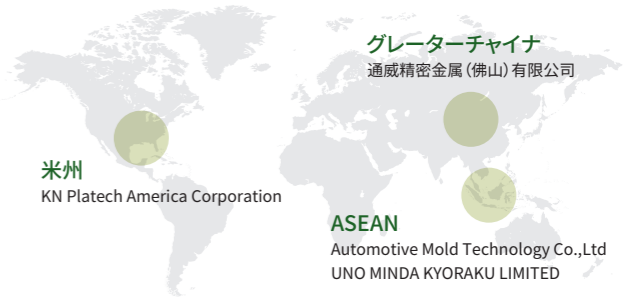 グレーターチャイナ
通威精密金属（佛山）有限公司
米州
KN Platech America Corporation
ASEAN
Automotive Mold Technology Co.,Ltd
UNO MINDA KYORAKU LIMITED